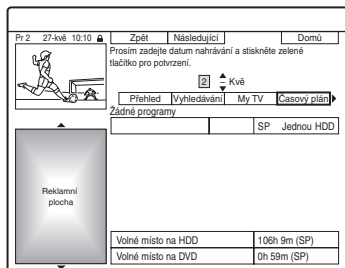 Pr 2 27-kvě 10:10 Zpět Následující Domů
Prosím zadejte datum nahrávání a stiskněte zelené
tlačítko pro potvrzení.
2 Kvě
Přehled Vyhledávání My TV Časový plán
Žádné programy
SP Jednou HDD
Reklamní
plocha
Volné místo na HDD 106h 9m (SP)
Volné místo na DVD 0h 59m (SP)